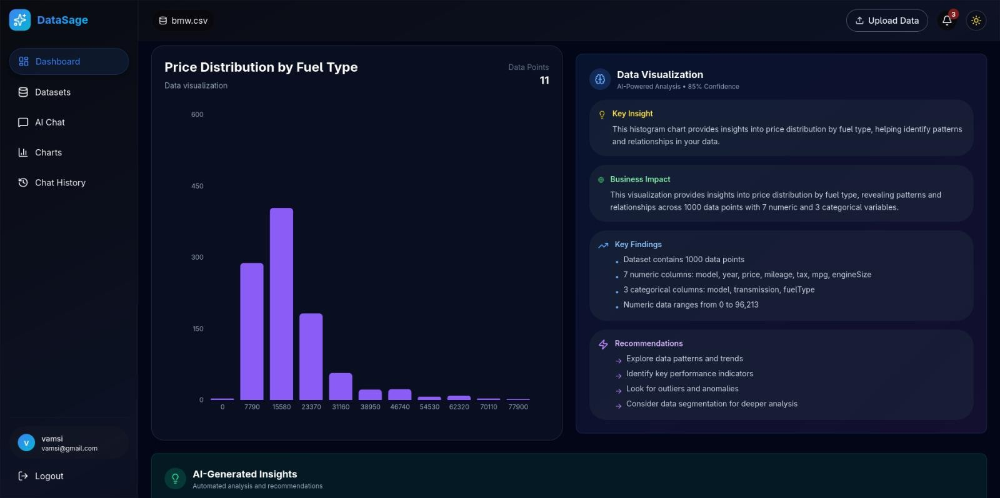 DataSage
bmw.csv
Upload Data
3
Dashboard
Datasets
AI Chat
Charts
Chat History
Price Distribution by Fuel Type
Data visualization
Data Points
11
600
450
300
150
0
0 7790 15580 23370 31160 38950 46740 54530 62320 70110 77900
Data Visualization
AI-Powered Analysis • 85% Confidence
Key Insight
This histogram chart provides insights into price distribution by fuel type, helping identify patterns
and relationships in your data.
Business Impact
This visualization provides insights into price distribution by fuel type, revealing patterns and
relationships across 1000 data points with 7 numeric and 3 categorical variables.
Key Findings
• Dataset contains 1000 data points
• 7 numeric columns: model, year, price, mileage, tax, mpg, engineSize
• 3 categorical columns: model, transmission, fuelType
• Numeric data ranges from 0 to 96,213
Recommendations
→ Explore data patterns and trends
→ Identify key performance indicators
→ Look for outliers and anomalies
→ Consider data segmentation for deeper analysis
v
vamsi
vamsi@gmail.com
Logout
AI-Generated Insights
Automated analysis and recommendations